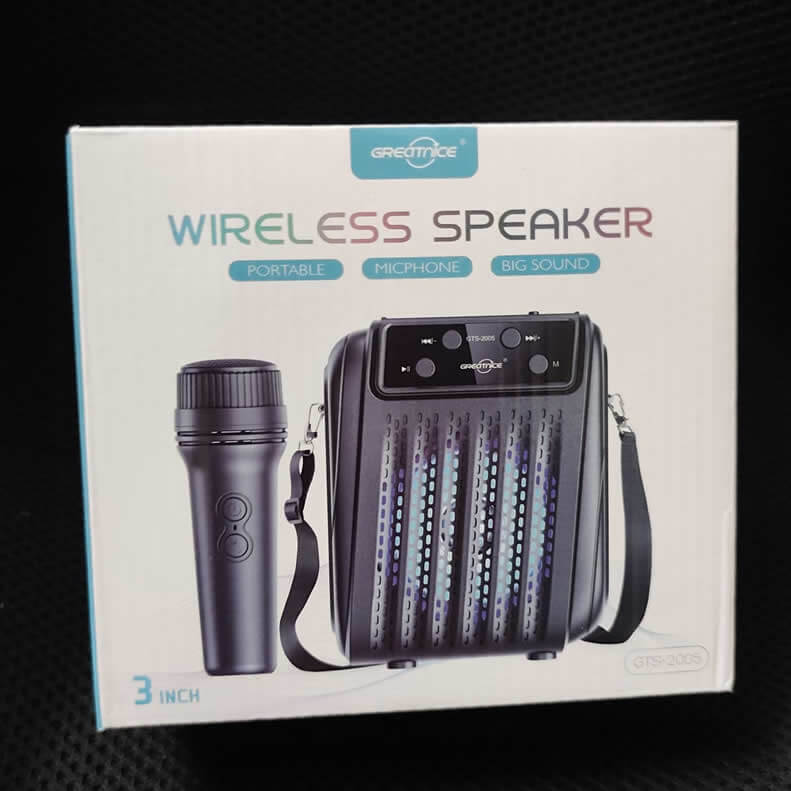 GREATNICE®
WIRELESS SPEAKER
PORTABLE MICPHONE BIG SOUND
GTS-2005
GREATNICE®
M
3 INCH
GTS-2005